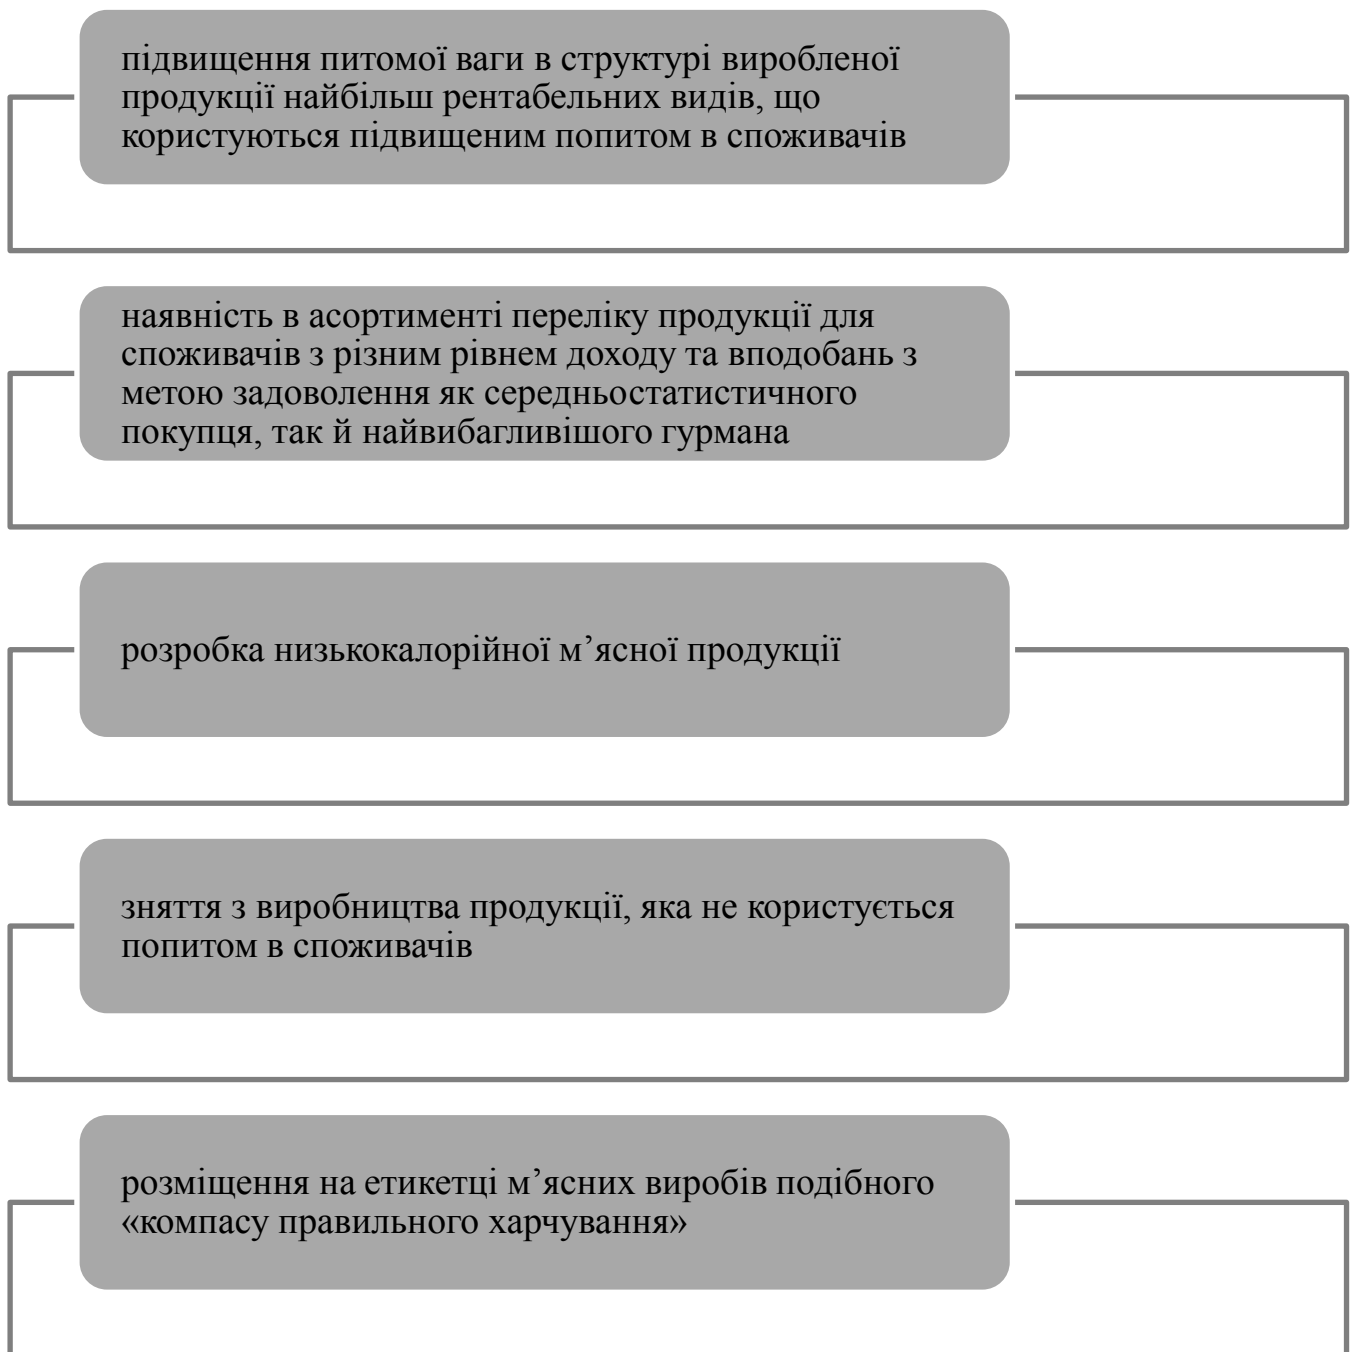 підвищення питомої ваги в структурі виробленої
продукції найбільш рентабельних видів, що
користуються підвищеним попитом в споживачів
наявність в асортименті переліку продукції для
споживачів з різним рівнем доходу та вподобань з
метою задоволення як середньостатистичного
покупця, так й найвибагливішого гурмана
розробка низькокалорійної м’ясної продукції
зняття з виробництва продукції, яка не користується
попитом в споживачів
розміщення на етикетці м’ясних виробів подібного
«компасу правильного харчування»